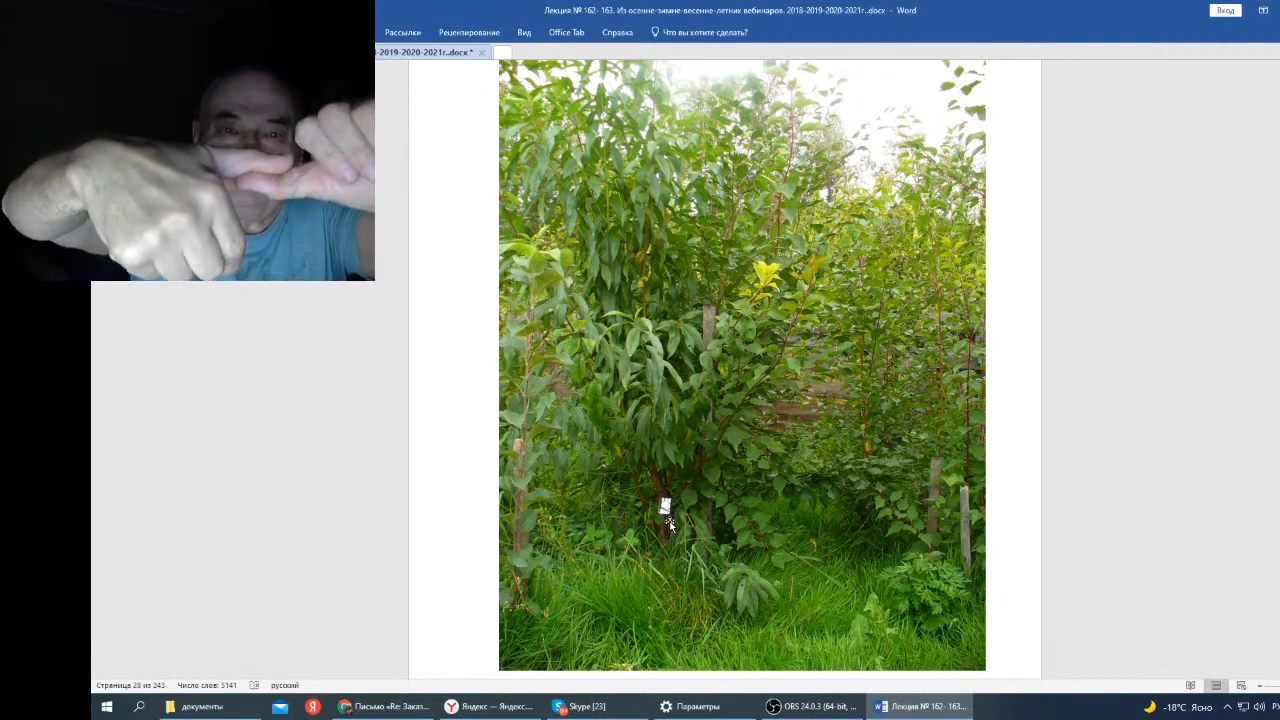 Лекция № 162- 163. Из осенне-зимне-весенне-летних вебинаров. 2018-2019-2020-2021г..docx - Word
Вход
Рассылки Рецензирование Вид Office Tab Справка Что вы хотите сделать?
-2019-2020-2021г..docx *
Страница 28 из 243 Число слов: 5141 русский
документы Письмо «Re: Заказ... Яндекс — Яндекс.... Skype [23] Параметры OBS 24.0.3 (64-bit, ... Лекция № 162- 163... -18°C Ясно